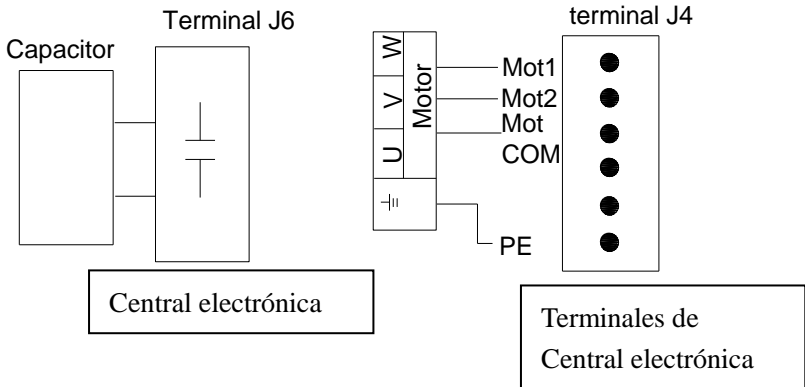 Terminal J6
Capacitor
Central electrónica
W
V
U
Motor
Mot1
Mot2
Mot
COM
PE
terminal J4
Terminales de
Central electrónica